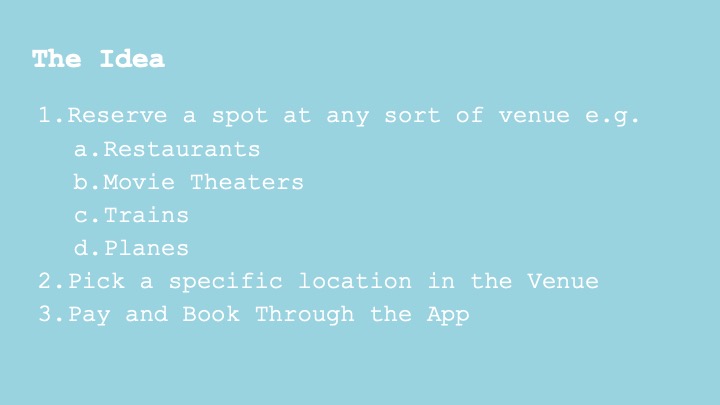 The Idea
1.Reserve a spot at any sort of venue e.g.
a.Restaurants
b.Movie Theaters
c.Trains
d.Planes
2.Pick a specific location in the Venue
3.Pay and Book Through the App